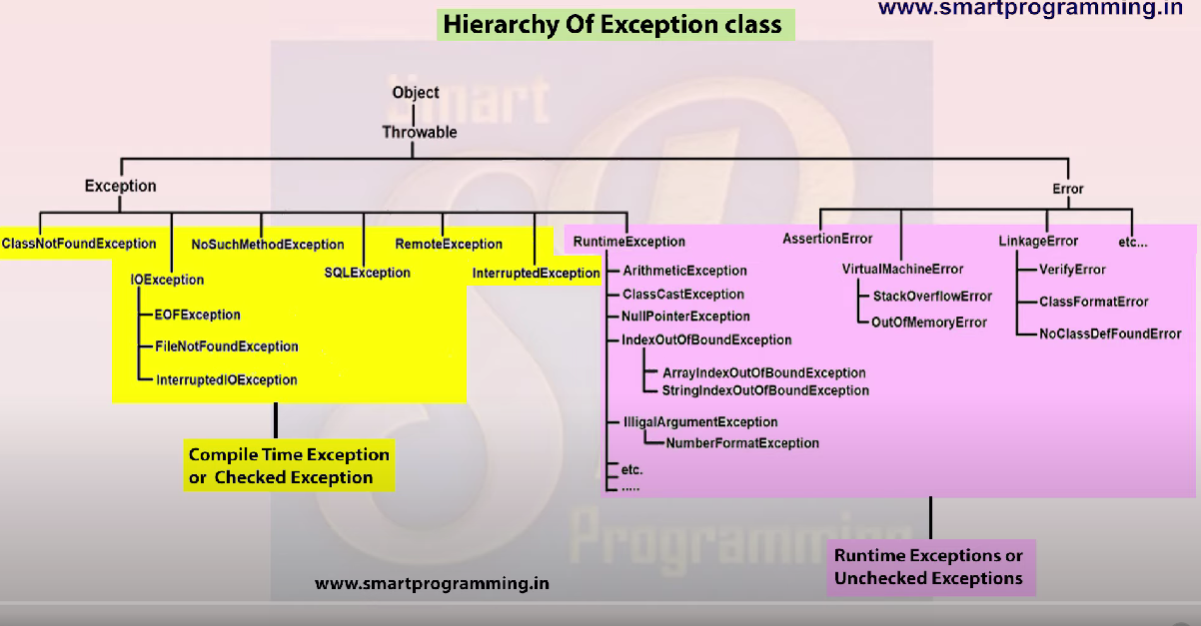 www.smartprogramming.in
Hierarchy Of Exception class
Smart
Object
Throwable
Exception
Error
ClassNotFoundException
NoSuchMethodException
RemoteException
RuntimeException
AssertionError
LinkageError
etc...
IOException
SQLException
InterruptedException
EOFException
FileNotFoundException
InterruptedIOException
ArithmeticException
ClassCastException
NullPointerException
IndexOutOfBoundException
ArrayIndexOutOfBoundException
StringIndexOutOfBoundException
IlligalArgumentException
NumberFormatException
etc.
.....
VirtualMachineError
StackOverflowError
OutOfMemoryError
VerifyError
ClassFormatError
NoClassDefFoundError
Compile Time Exception
or Checked Exception
Runtime Exceptions or
Unchecked Exceptions
Programming
www.smartprogramming.in